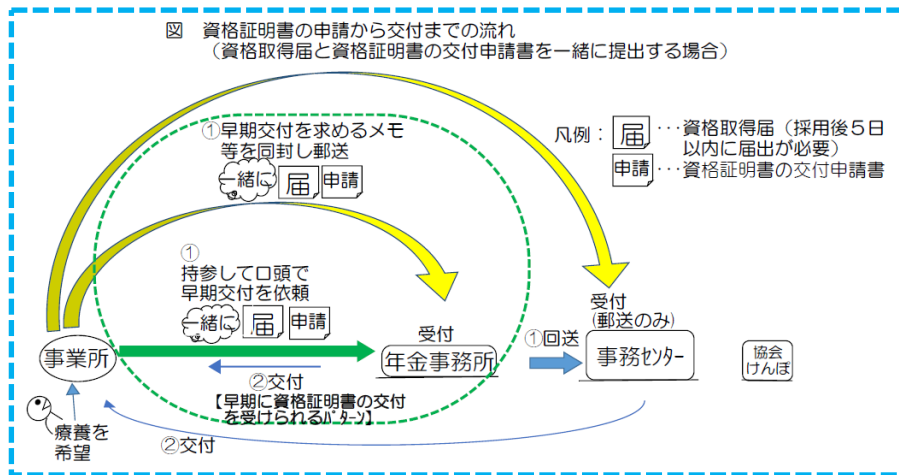 図 資格証明書の申請から交付までの流れ
（資格取得届と資格証明書の交付申請書を一緒に提出する場合）
①早期交付を求めるメモ
等を同封し郵送
一緒に 届 申請
凡例： 届 …資格取得届（採用後５日
以内に届出が必要）
申請 …資格証明書の交付申請書
①
持参して口頭で
早期交付を依頼
一緒に 届 申請
受付
受付
(郵送のみ)
①回送
事業所
年金事務所
事務センター
協会
けんぽ
②交付
【早期に資格証明書の交付
を受けられるパターン】
療養を
希望
②交付